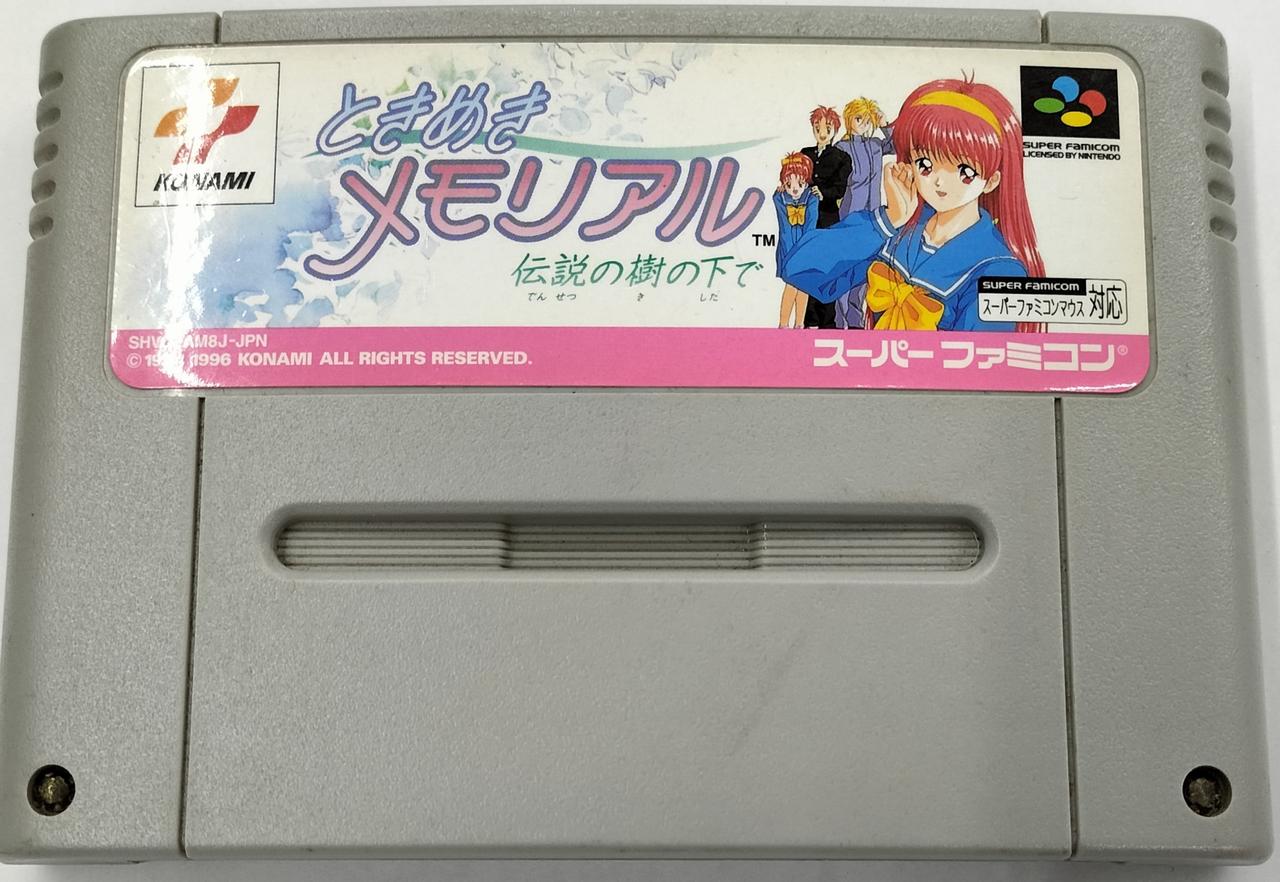 KONAMI
ときめき
メモリアル
TM
伝説の樹の下で
でん せつ き した
SUPER FAMICOM
LICENSED BY NINTENDO
SUPER FAMICOM
スーパーファミコンマウス 対応
AM8J-JPN
© 1996 KONAMI ALL RIGHTS RESERVED.
スーパー ファミコン®